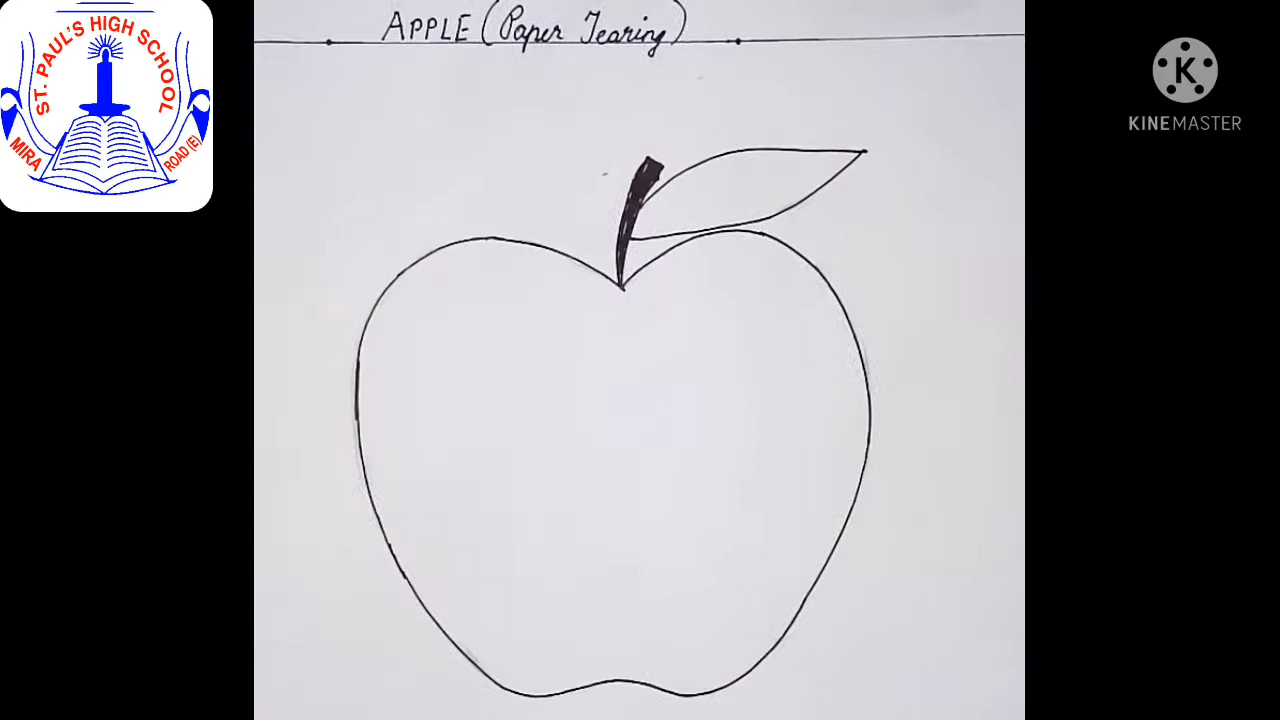 APPLE (Paper Tearing)
ST. PAUL'S HIGH SCHOOL
MIRA ROAD (E)
K
KINEMASTER